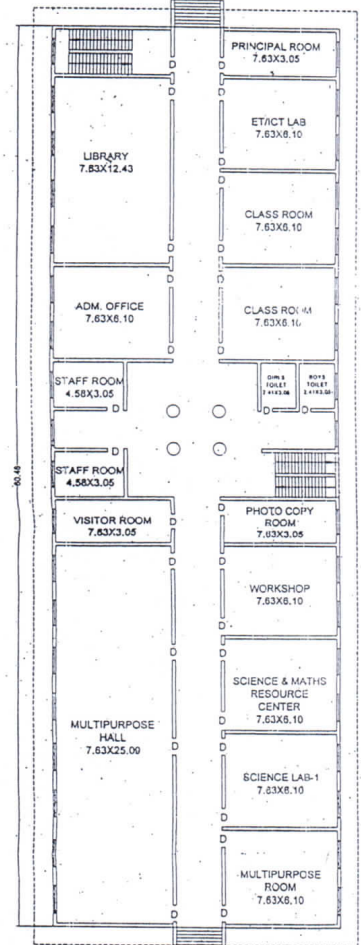 PRINCIPAL ROOM
7.63X3.05
ET/ICT LAB
7.63X6.10
LIBRARY
7.63X12.43
CLASS ROOM
7.63X6.10
ADM. OFFICE
7.63X6.10
CLASS ROOM
7.63X6.10
STAFF ROOM
4.58X3.05
GIRLS
TOILET
BOYS
TOILET
D
STAFF ROOM
4.58X3.05
VISITOR ROOM
7.63X3.05
PHOTO COPY
ROOM
7.63X3.05
WORKSHOP
7.63X6.10
SCIENCE & MATHS
RESOURCE
CENTER
7.63X6.10
MULTIPURPOSE
HALL
7.63X25.09
SCIENCE LAB-1
7.63X6.10
MULTIPURPOSE
ROOM
7.63X6.10